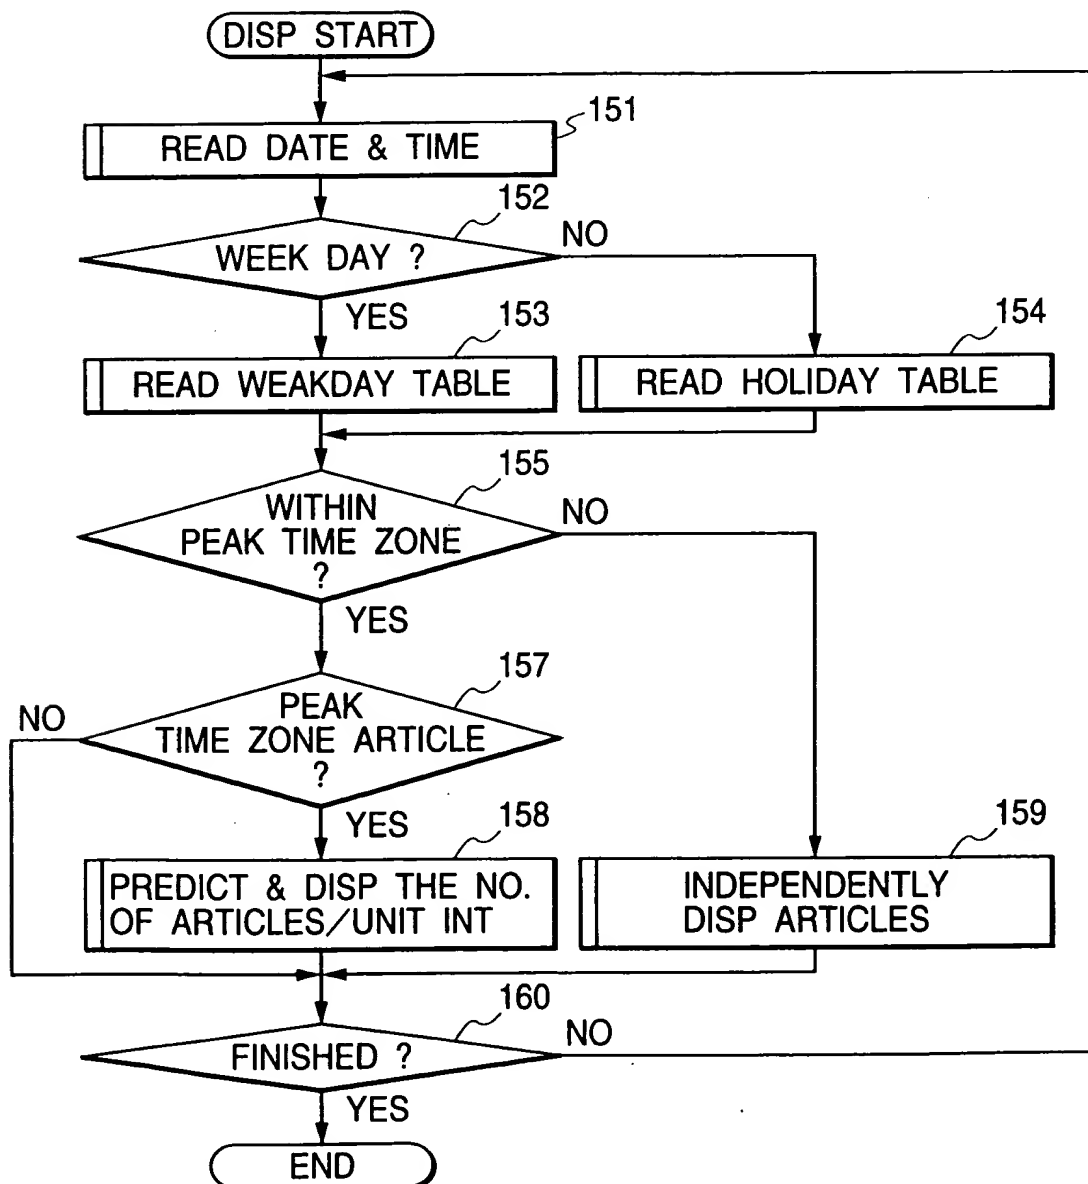 DISP START
151
READ DATE & TIME
152
WEEK DAY ?
NO
YES
153
154
READ WEAKDAY TABLE
READ HOLIDAY TABLE
155
WITHIN
PEAK TIME ZONE
?
NO
YES
157
PEAK
TIME ZONE ARTICLE
?
NO
YES
158
159
PREDICT & DISP THE NO.
OF ARTICLES/UNIT INT
INDEPENDENTLY
DISP ARTICLES
160
FINISHED ?
NO
YES
END